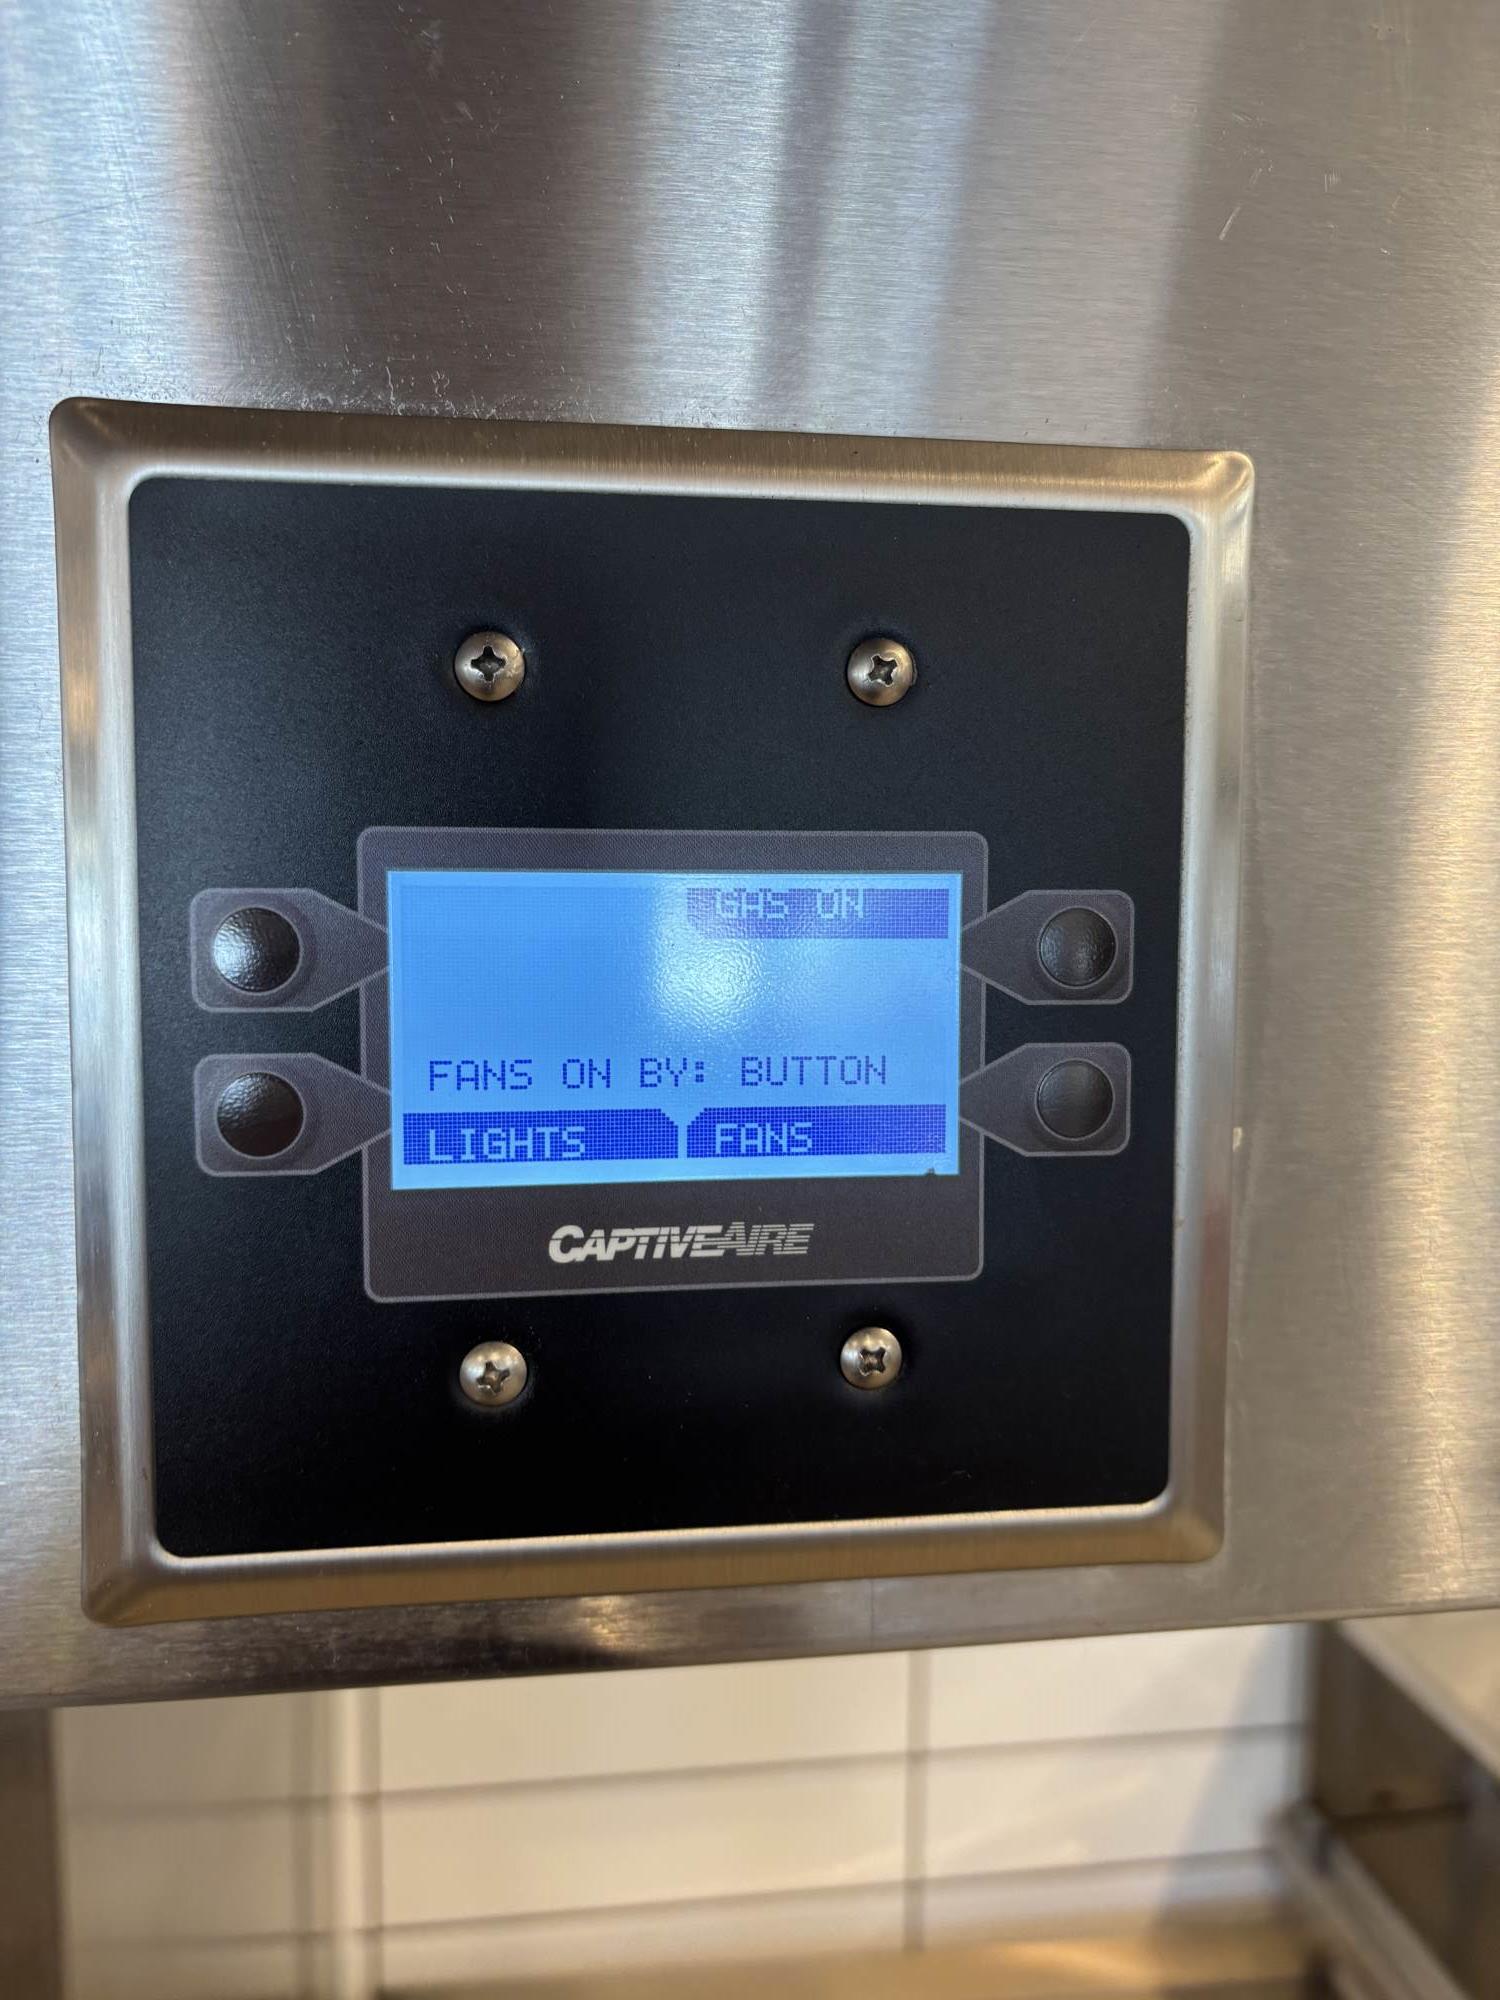 GAS ON
FANS ON BY: BUTTON
LIGHTS FANS
CAPTIVEAIRE